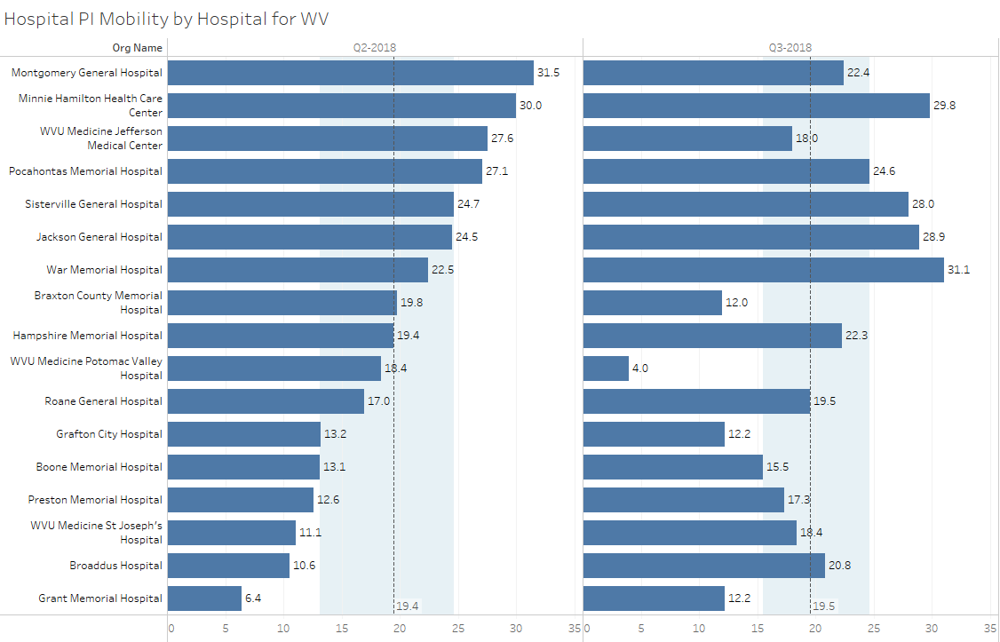 Hospital PI Mobility by Hospital for WV
Org Name Q2-2018 Q3-2018
Montgomery General Hospital 31.5 22.4
Minnie Hamilton Health Care
Center 30.0 29.8
WVU Medicine Jefferson
Medical Center 27.6 18.0
Pocahontas Memorial Hospital 27.1 24.6
Sisterville General Hospital 24.7 28.0
Jackson General Hospital 24.5 28.9
War Memorial Hospital 22.5 31.1
Braxton County Memorial
Hospital 19.8 12.0
Hampshire Memorial Hospital 19.4 22.3
WVU Medicine Potomac Valley
Hospital 18.4 4.0
Roane General Hospital 17.0 19.5
Grafton City Hospital 13.2 12.2
Boone Memorial Hospital 13.1 15.5
Preston Memorial Hospital 12.6 17.3
WVU Medicine St Joseph's
Hospital 11.1 18.4
Broaddus Hospital 10.6 20.8
Grant Memorial Hospital 6.4 12.2
19.4 19.5
0 5 10 15 20 25 30 35 0 5 10 15 20 25 30 35